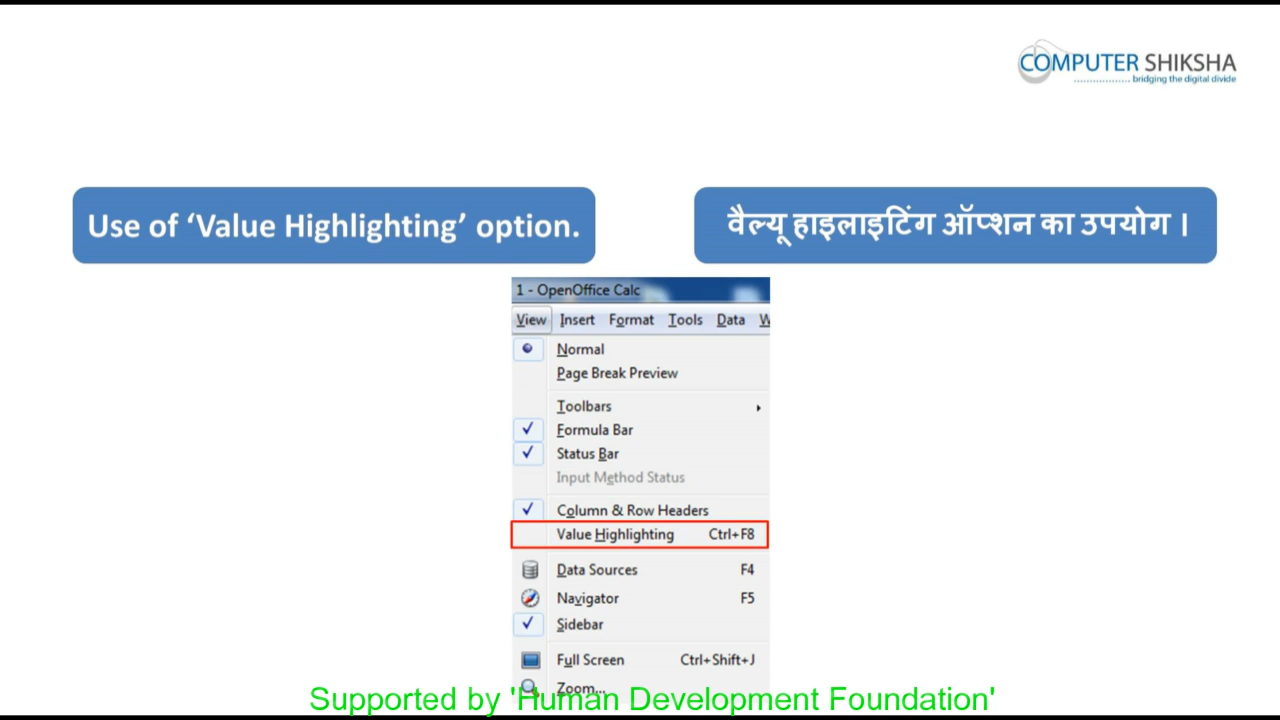 COMPUTER SHIKSHA
bridging the digital divide
Use of ‘Value Highlighting’ option.
वैल्यू हाइलाइटिंग ऑप्शन का उपयोग ।
1 - OpenOffice Calc
View Insert Format Tools Data W
Normal
Page Break Preview
Toolbars
Formula Bar
Status Bar
Input Method Status
Column & Row Headers
Value Highlighting Ctrl+F8
Data Sources F4
Navigator F5
Sidebar
Full Screen Ctrl+Shift+J
Zoom...
Supported by 'Human Development Foundation'